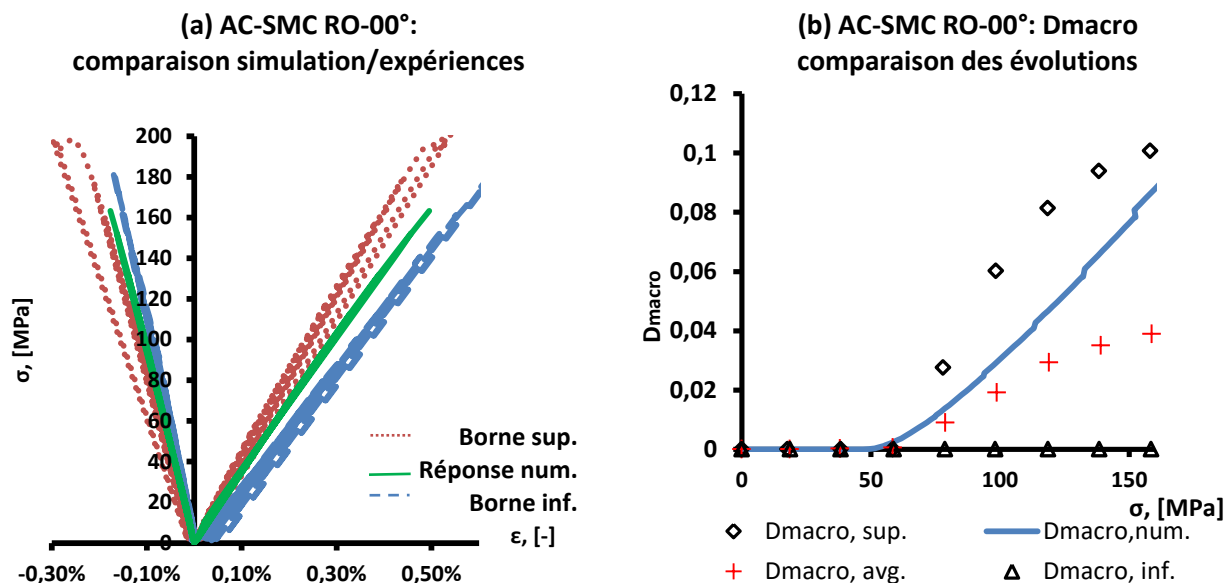 (a) AC-SMC RO-00°:
comparaison simulation/expériences
200
180
160
140
120
100
80
60
40
20
0
σ, [MPa]
-0,30%
-0,10%
0,10%
0,30%
0,50%
ε, [-]
Borne sup.
Réponse num.
Borne inf.
(b) AC-SMC RO-00°: Dmacro
comparaison des évolutions
0,12
0,1
0,08
0,06
0,04
0,02
0
Dmacro
0
50
100
150
σ, [MPa]
Dmacro, sup.
Dmacro,num.
Dmacro, avg.
Dmacro, inf.